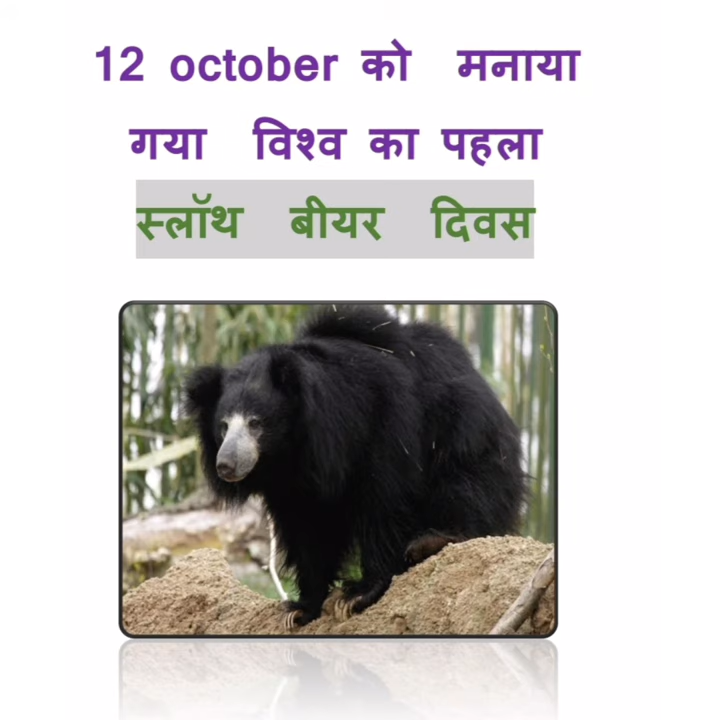 12 october को मनाया
गया विश्व का पहला
स्लॉथ बीयर दिवस